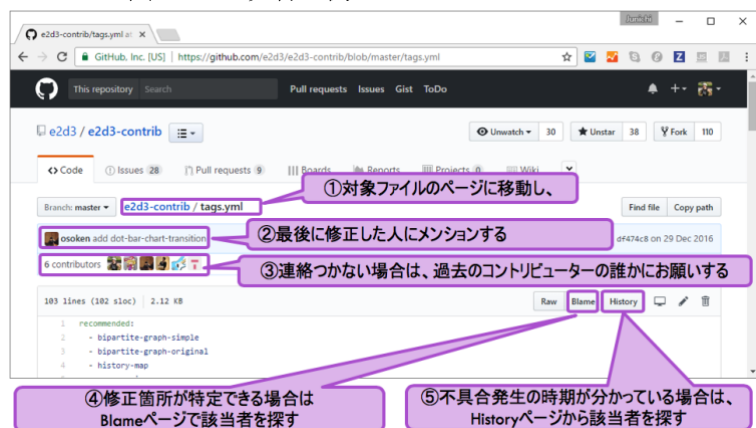 e2d3-contrib/tags.yml at
GitHub, Inc. [US] https://github.com/e2d3/e2d3-contrib/blob/master/tags.yml
This repository Search Pull requests Issues Gist ToDo
e2d3 / e2d3-contrib Unwatch 30 Unstar 38 Fork 110
Code Issues 28 Pull requests 9 Boards Reports Projects 0 Wiki
①対象ファイルのページに移動し、
Branch: master e2d3-contrib / tags.yml Find file Copy path
osoken add dot-bar-chart-transition df474c8 on 29 Dec 2016
②最後に修正した人にメンションする
6 contributors
③連絡つかない場合は、過去のコントリビューターの誰かにお願いする
103 lines (102 sloc) 2.12 KB Raw Blame History
1 recommended:
2 - bipartite-graph-simple
3 - bipartite-graph-original
4 - history-map
④修正箇所が特定できる場合は
Blameページで該当者を探す
⑤不具合発生の時期が分かっている場合は、
Historyページから該当者を探す